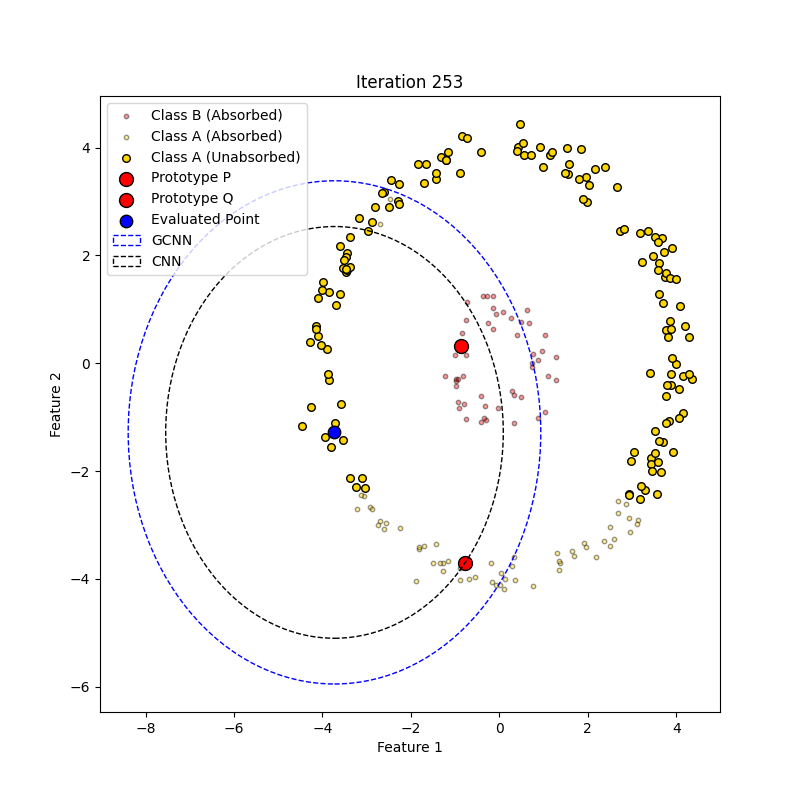 Iteration 253
Class B (Absorbed)
Class A (Absorbed)
Class A (Unabsorbed)
Prototype P
Prototype Q
Evaluated Point
GCNN
CNN
4
2
0
−2
−4
−6
Feature 2
−8
−6
−4
−2
0
2
4
Feature 1